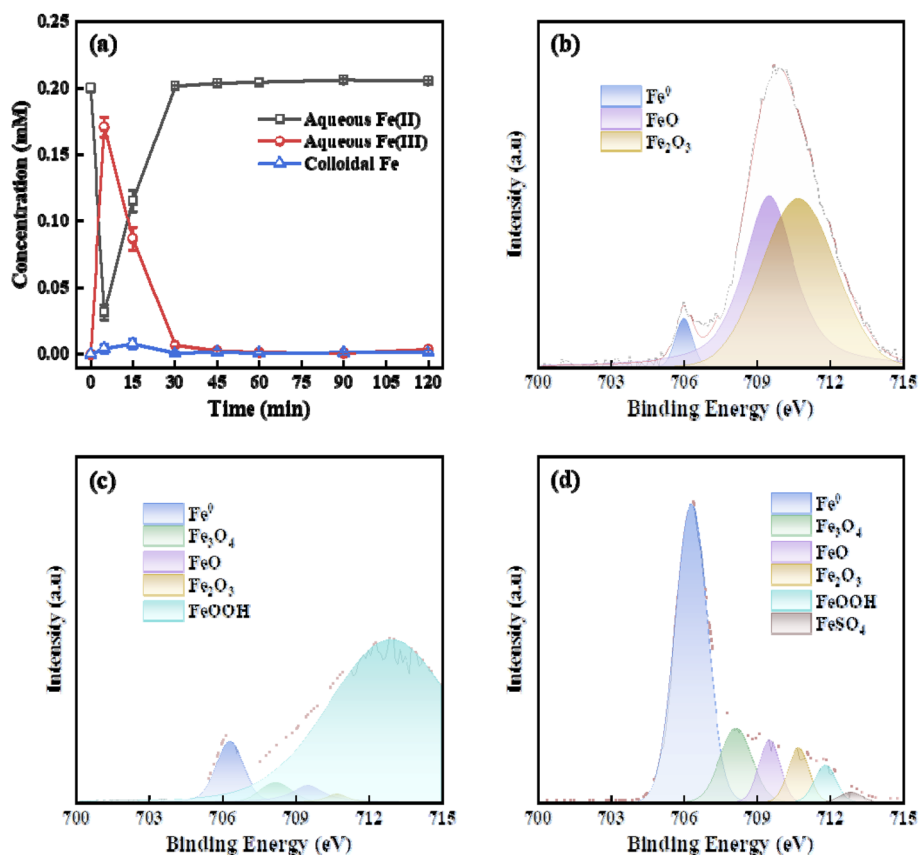 (a)
0.25
0.20
0.15
0.10
0.05
0.00
Concentration (mM)
Aqueous Fe(II)
Aqueous Fe(III)
Colloidal Fe
0 5 15 30 45 60 90 120
Time (min)
(b)
Fe⁰
FeO
Fe₂O₃
Intensity (a.u)
700 703 706 709 712 715
Binding Energy (eV)
(c)
Fe⁰
Fe₃O₄
FeO
Fe₂O₃
FeOOH
Intensity (a.u)
700 703 706 709 712 715
Binding Energy (eV)
(d)
Fe⁰
Fe₃O₄
FeO
Fe₂O₃
FeOOH
FeSO₄
Intensity (a.u)
700 703 706 709 712 715
Binding Energy (eV)